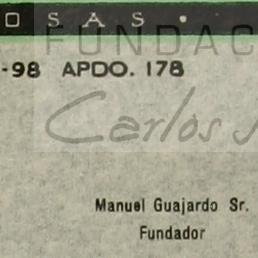 OSAS •
FUNDAC
-98 APDO. 178
Carlos
Manuel Guajardo Sr.
Fundador